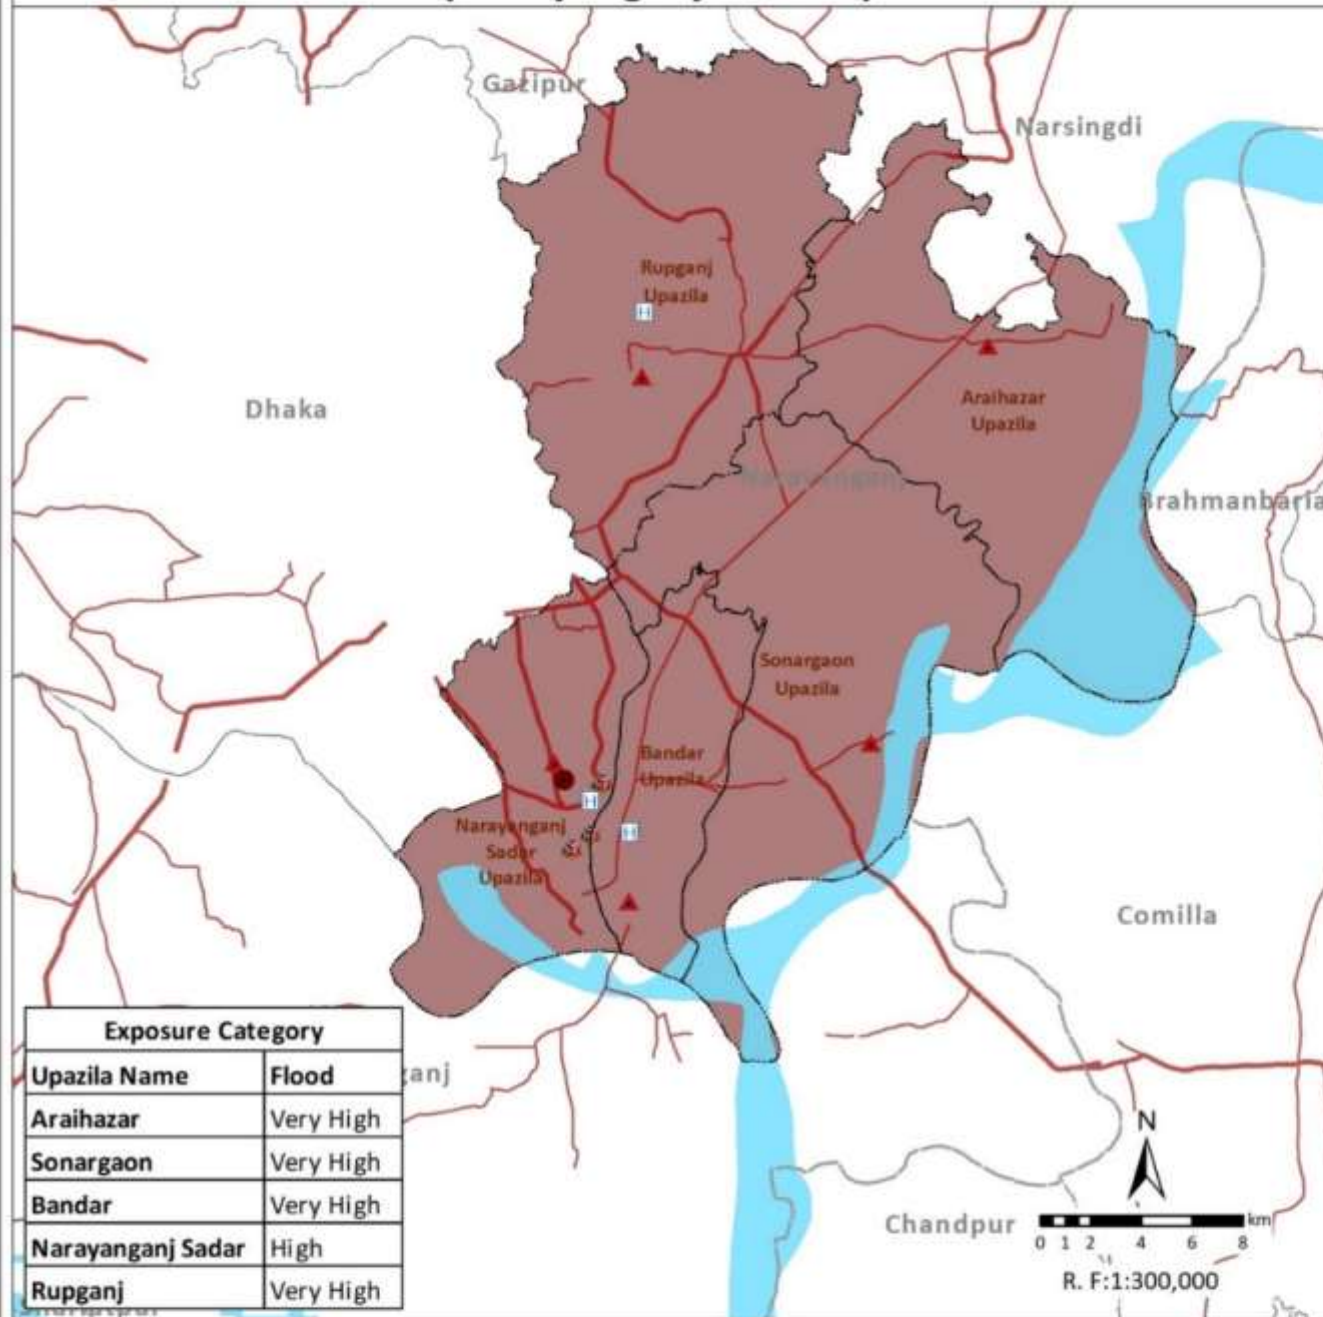 Gazipur
Narsingdi
Rupganj
Upazila
H
Dhaka
Araihazar
Upazila
Narayanganj
Brahmanbaria
Sonargaon
Upazila
Bandar
Upazila
H
Narayanganj
Sadar
Upazila
H
Comilla
Exposure Category
Upazila Name Flood
Araihazar Very High
Sonargaon Very High
Bandar Very High
Narayanganj Sadar High
Rupganj Very High
ganj
N
Chandpur
km
0 1 2 4 6 8
R. F:1:300,000